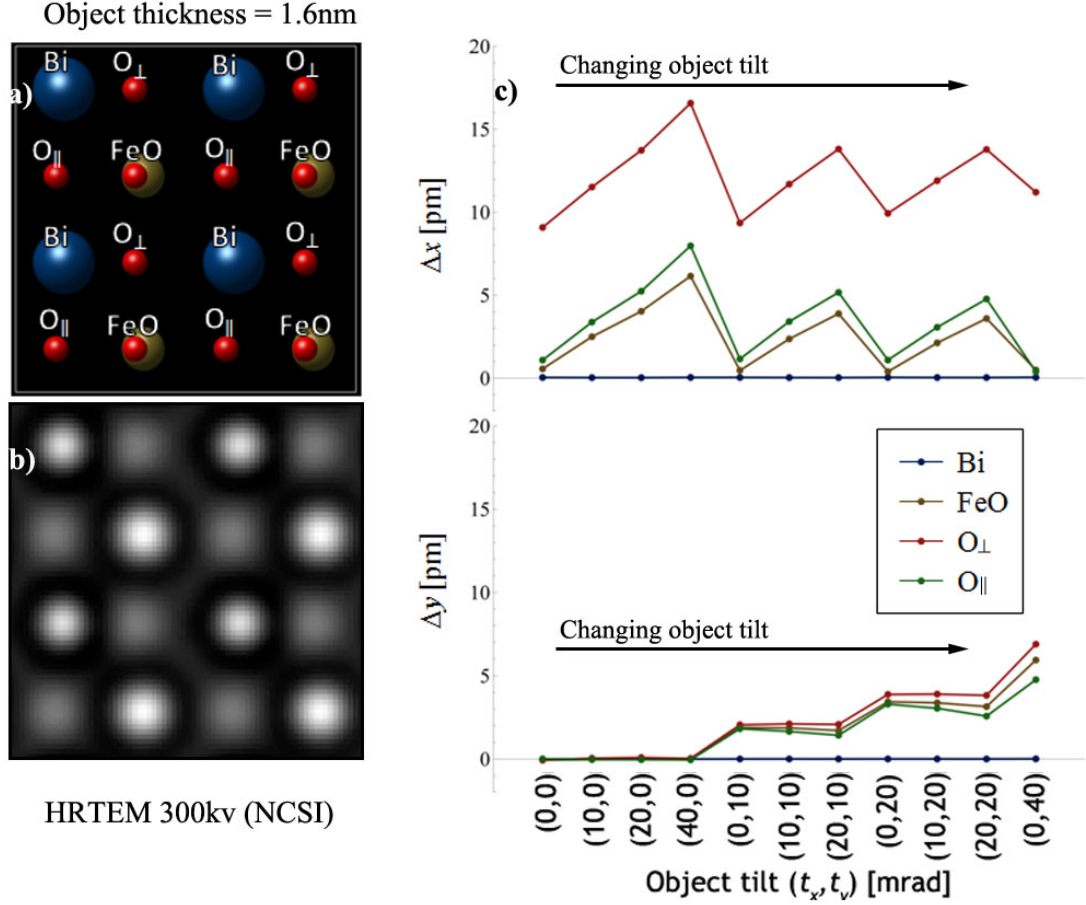 Object thickness = 1.6nm
a)
Bi O⊥ Bi O⊥
O|| FeO O|| FeO
Bi O⊥ Bi O⊥
O|| FeO O|| FeO
b)
HRTEM 300kv (NCSI)
c)
20
15
10
5
0
Δx [pm]
Changing object tilt
20
15
10
5
0
Δy [pm]
Bi
FeO
O⊥
O||
Changing object tilt
(0,0)
(10,0)
(20,0)
(40,0)
(0,10)
(10,10)
(20,10)
(0,20)
(10,20)
(20,20)
(0,40)
Object tilt (tx,ty) [mrad]